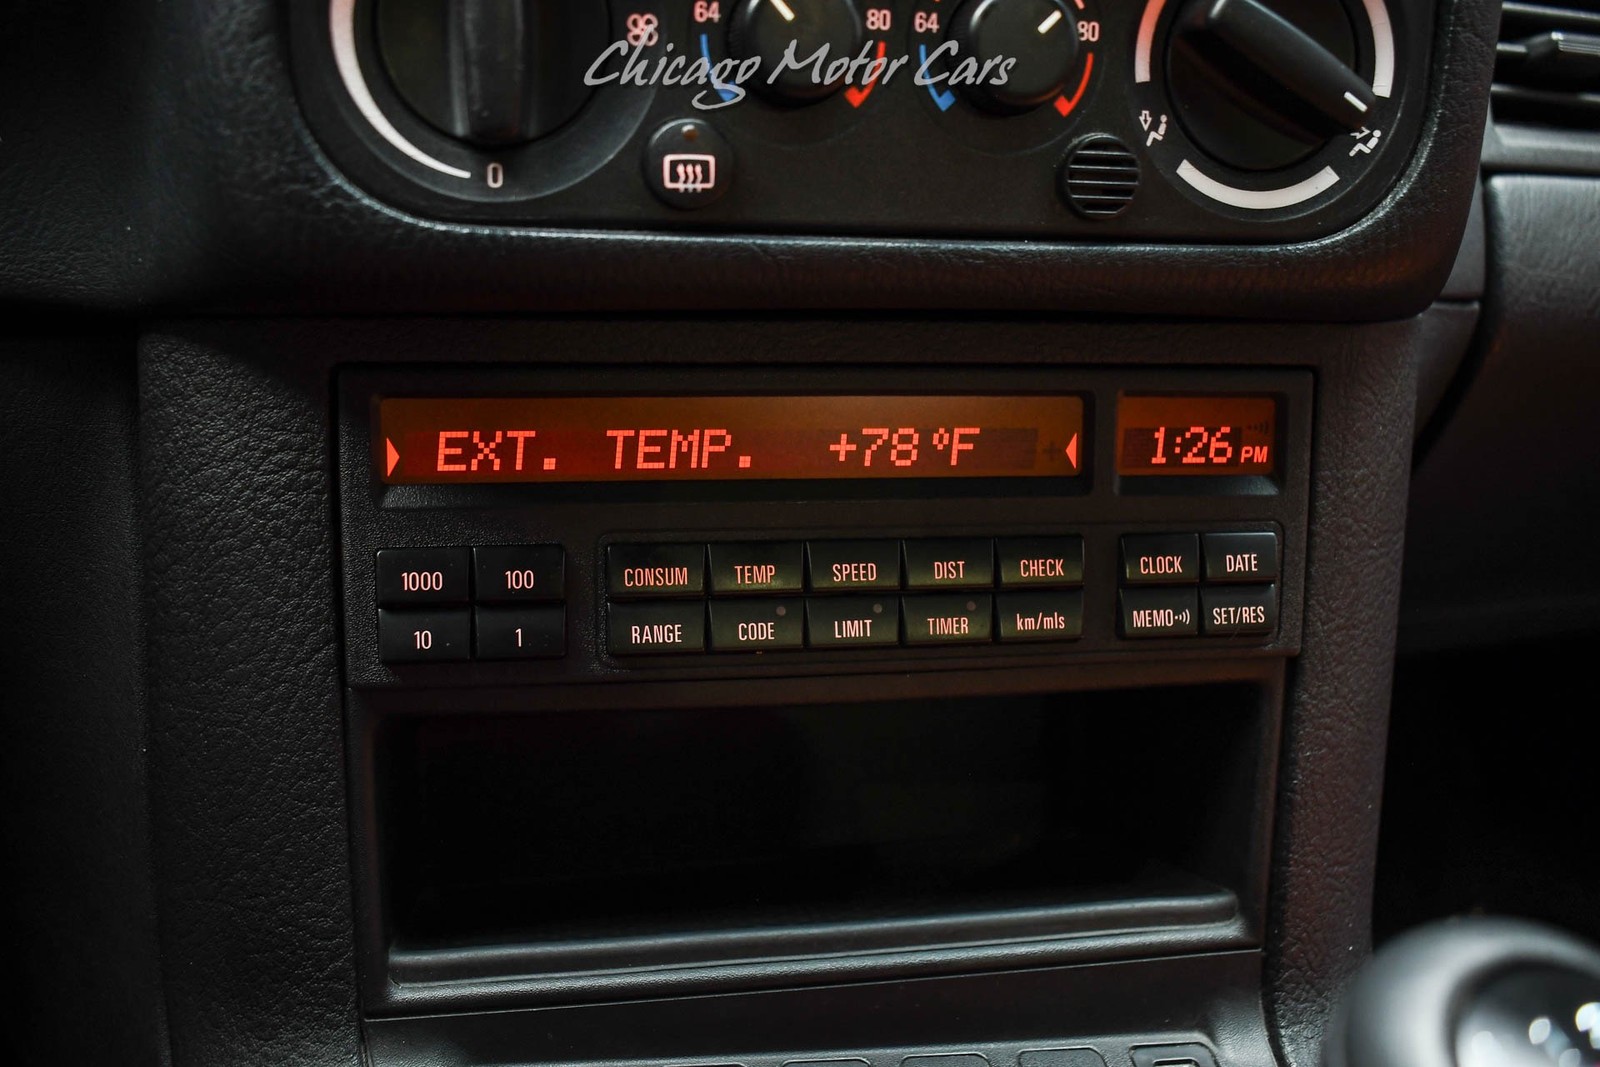 64 80 64 80
Chicago Motor Cars
0
EXT. TEMP. +78°F 1:26 PM
1000 100 CONSUM TEMP SPEED DIST CHECK CLOCK DATE
10 1 RANGE CODE LIMIT TIMER km/mls MEMO SET/RES